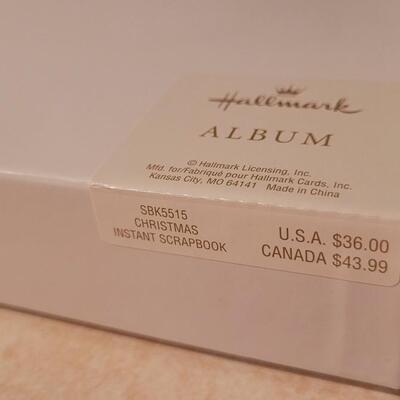 Hallmark
ALBUM
© Hallmark Licensing, Inc.
Mfd. for/Fabriqué pour Hallmark Cards, Inc.
Kansas City, MO 64141 Made in China
SBK5515
CHRISTMAS
INSTANT SCRAPBOOK
U.S.A. $36.00
CANADA $43.99